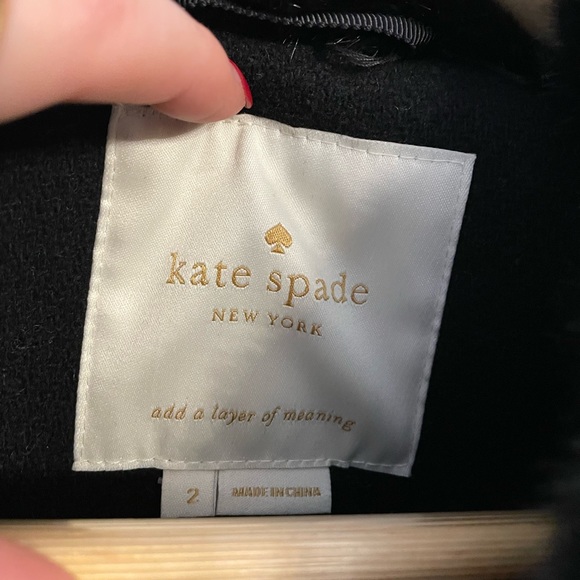 kate spade
NEW YORK
add a layer of meaning
2 MADE IN CHINA